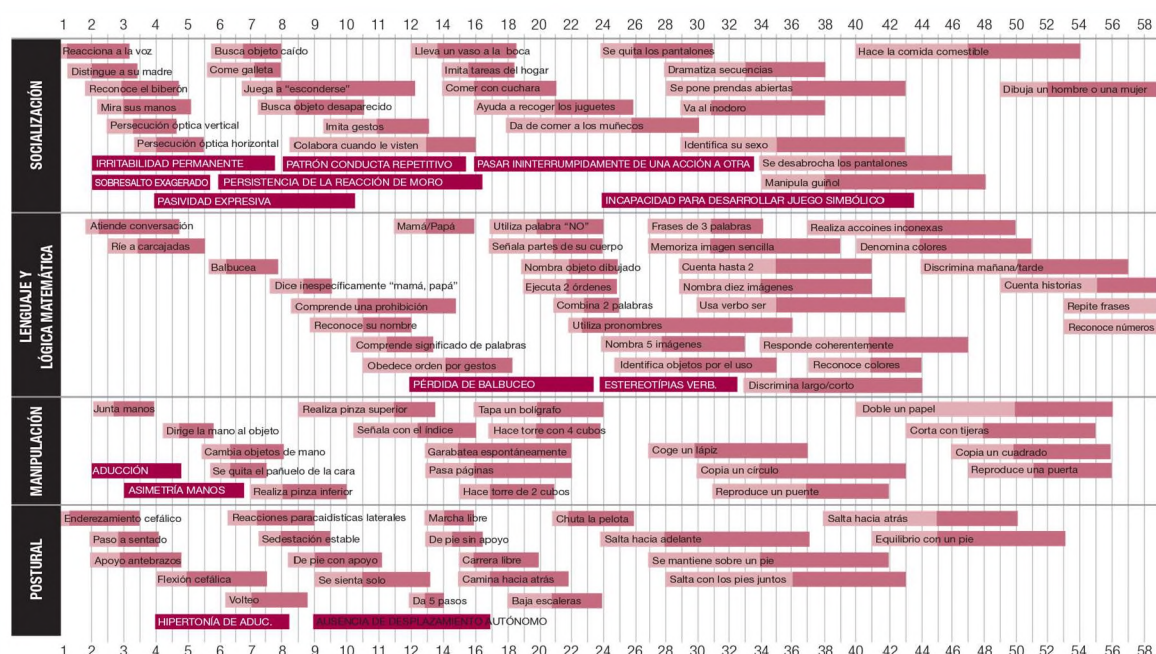 1 2 3 4 5 6 7 8 9 10 11 12 13 14 15 16 17 18 19 20 21 22 23 24 26 28 30 32 34 36 38 40 42 44 46 48 50 52 54 56 58
SOCIALIZACIÓN
Reacciona a la voz
Busca objeto caído
Lleva un vaso a la boca
Se quita los pantalones
Hace la comida comestible
Distingue a su madre
Come galleta
Imita tareas del hogar
Dramatiza secuencias
Reconoce el biberón
Juega a "esconderse"
Comer con cuchara
Se pone prendas abiertas
Dibuja un hombre o una mujer
Mira sus manos
Busca objeto desaparecido
Ayuda a recoger los juguetes
Va al inodoro
Persecución óptica vertical
Imita gestos
Da de comer a los muñecos
Persecución óptica horizontal
Colabora cuando le visten
Identifica su sexo
IRRITABILIDAD PERMANENTE
PATRÓN CONDUCTA REPETITIVO
PASAR ININTERRUMPIDAMENTE DE UNA ACCIÓN A OTRA
Se desabrocha los pantalones
SOBRESALTO EXAGERADO
PERSISTENCIA DE LA REACCIÓN DE MORO
Manipula guiñol
PASIVIDAD EXPRESIVA
INCAPACIDAD PARA DESARROLLAR JUEGO SIMBÓLICO
LENGUAJE Y
LÓGICA MATEMÁTICA
Atiende conversación
Mamá/Papá
Utiliza palabra "NO"
Frases de 3 palabras
Realiza accoines inconexas
Ríe a carcajadas
Señala partes de su cuerpo
Memoriza imagen sencilla
Denomina colores
Balbucea
Nombra objeto dibujado
Cuenta hasta 2
Discrimina mañana/tarde
Dice inespecíficamente "mamá, papá"
Ejecuta 2 órdenes
Nombra diez imágenes
Cuenta historias
Comprende una prohibición
Combina 2 palabras
Usa verbo ser
Repite frases
Reconoce su nombre
Utiliza pronombres
Reconoce números
Comprende significado de palabras
Nombra 5 imágenes
Responde coherentemente
Obedece orden por gestos
Identifica objetos por el uso
Reconoce colores
PÉRDIDA DE BALBUCEO
ESTEREOTÍPIAS VERB.
Discrimina largo/corto
MANIPULACIÓN
Junta manos
Realiza pinza superior
Tapa un bolígrafo
Doble un papel
Dirige la mano al objeto
Señala con el índice
Hace torre con 4 cubos
Corta con tijeras
Cambia objetos de mano
Garabatea espontáneamente
Coge un lápiz
Copia un cuadrado
ADUCCIÓN
Se quita el pañuelo de la cara
Pasa páginas
Copia un círculo
Reproduce una puerta
ASIMETRÍA MANOS
Realiza pinza inferior
Hace torre de 2 cubos
Reproduce un puente
POSTURAL
Enderezamiento cefálico
Reacciones paracaidísticas laterales
Marcha libre
Chuta la pelota
Salta hacia atrás
Paso a sentado
Sedestación estable
De pie sin apoyo
Salta hacia adelante
Equilibrio con un pie
Apoyo antebrazos
De pie con apoyo
Carrera libre
Se mantiene sobre un pie
Flexión cefálica
Se sienta solo
Camina hacia atrás
Salta con los pies juntos
Volteo
Da 5 pasos
Baja escaleras
HIPERTONÍA DE ADUC.
AUSENCIA DE DESPLAZAMIENTO AUTÓNOMO
1 2 3 4 5 6 7 8 9 10 11 12 13 14 15 16 17 18 19 20 21 22 23 24 26 28 30 32 34 36 38 40 42 44 46 48 50 52 54 56 58